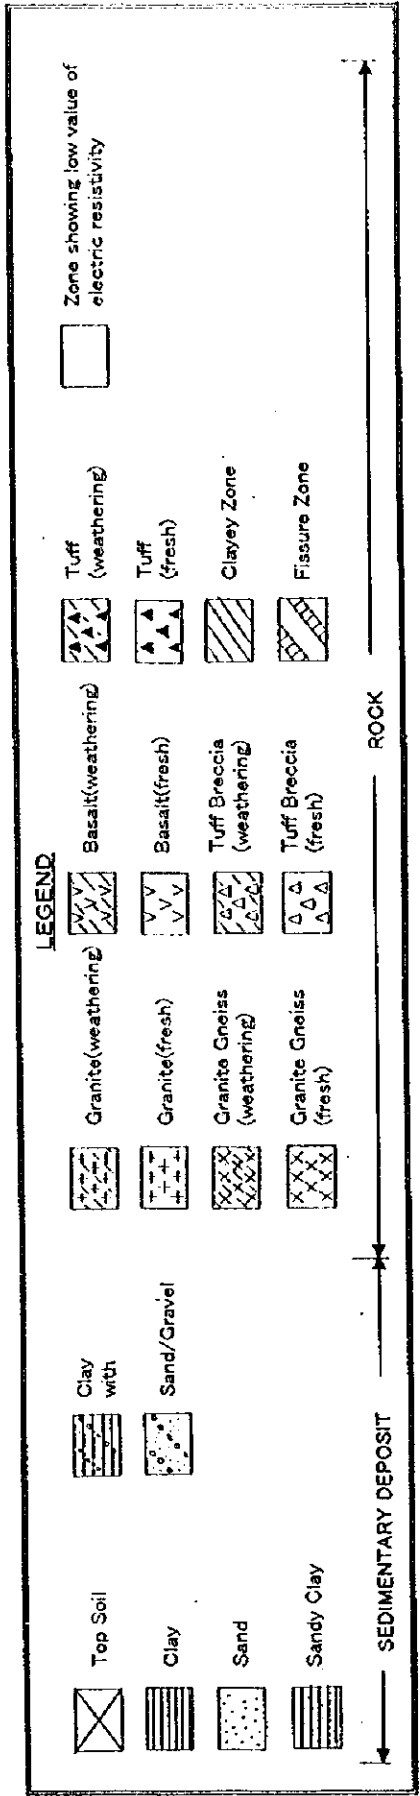 LEGEND
Top Soil
Clay
Sand
Sandy Clay
Clay
with
Sand/Gravel
Granite(weathering)
Granite(fresh)
Granite Gneiss
(weathering)
Granite Gneiss
(fresh)
Basalt(weathering)
Basalt(fresh)
Tuff Breccia
(weathering)
Tuff Breccia
(fresh)
Tuff
(weathering)
Tuff
(fresh)
Clayey Zone
Fissure Zone
Zone showing low value of
electric resistivity
SEDIMENTARY DEPOSIT
ROCK